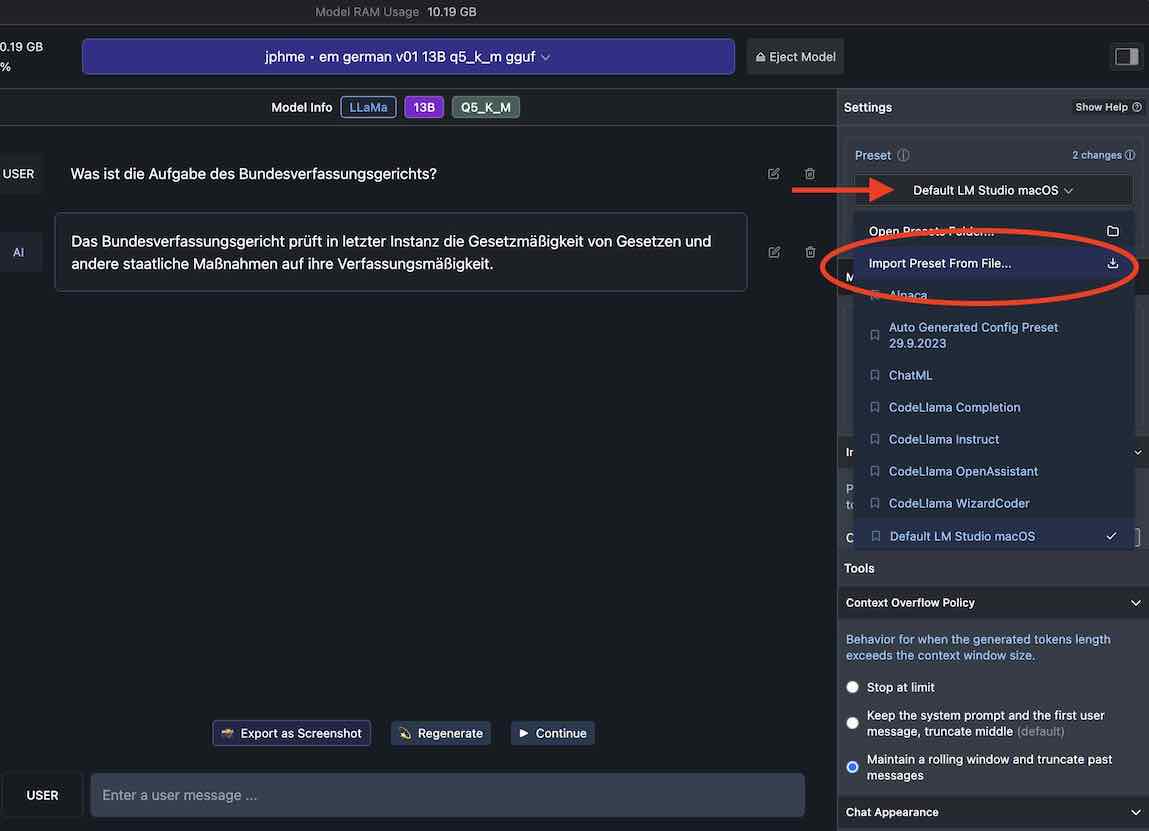 Model RAM Usage 10.19 GB
0.19 GB
%
jphme • em german v01 13B q5_k_m gguf
Eject Model
Model Info LLaMa 13B Q5_K_M
Settings
Show Help
Preset
2 changes
USER
Was ist die Aufgabe des Bundesverfassungsgerichts?
AI
Das Bundesverfassungsgericht prüft in letzter Instanz die Gesetzmäßigkeit von Gesetzen und
andere staatliche Maßnahmen auf ihre Verfassungsmäßigkeit.
Default LM Studio macOS
Open Presets Folder...
Import Preset From File...
M
Alpaca
Auto Generated Config Preset
29.9.2023
ChatML
CodeLlama Completion
CodeLlama Instruct
In
CodeLlama OpenAssistant
P
to
CodeLlama WizardCoder
C
Default LM Studio macOS
Tools
Context Overflow Policy
Behavior for when the generated tokens length
exceeds the context window size.
Stop at limit
Keep the system prompt and the first user
message, truncate middle (default)
Maintain a rolling window and truncate past
messages
Chat Appearance
Export as Screenshot
Regenerate
Continue
USER
Enter a user message ...